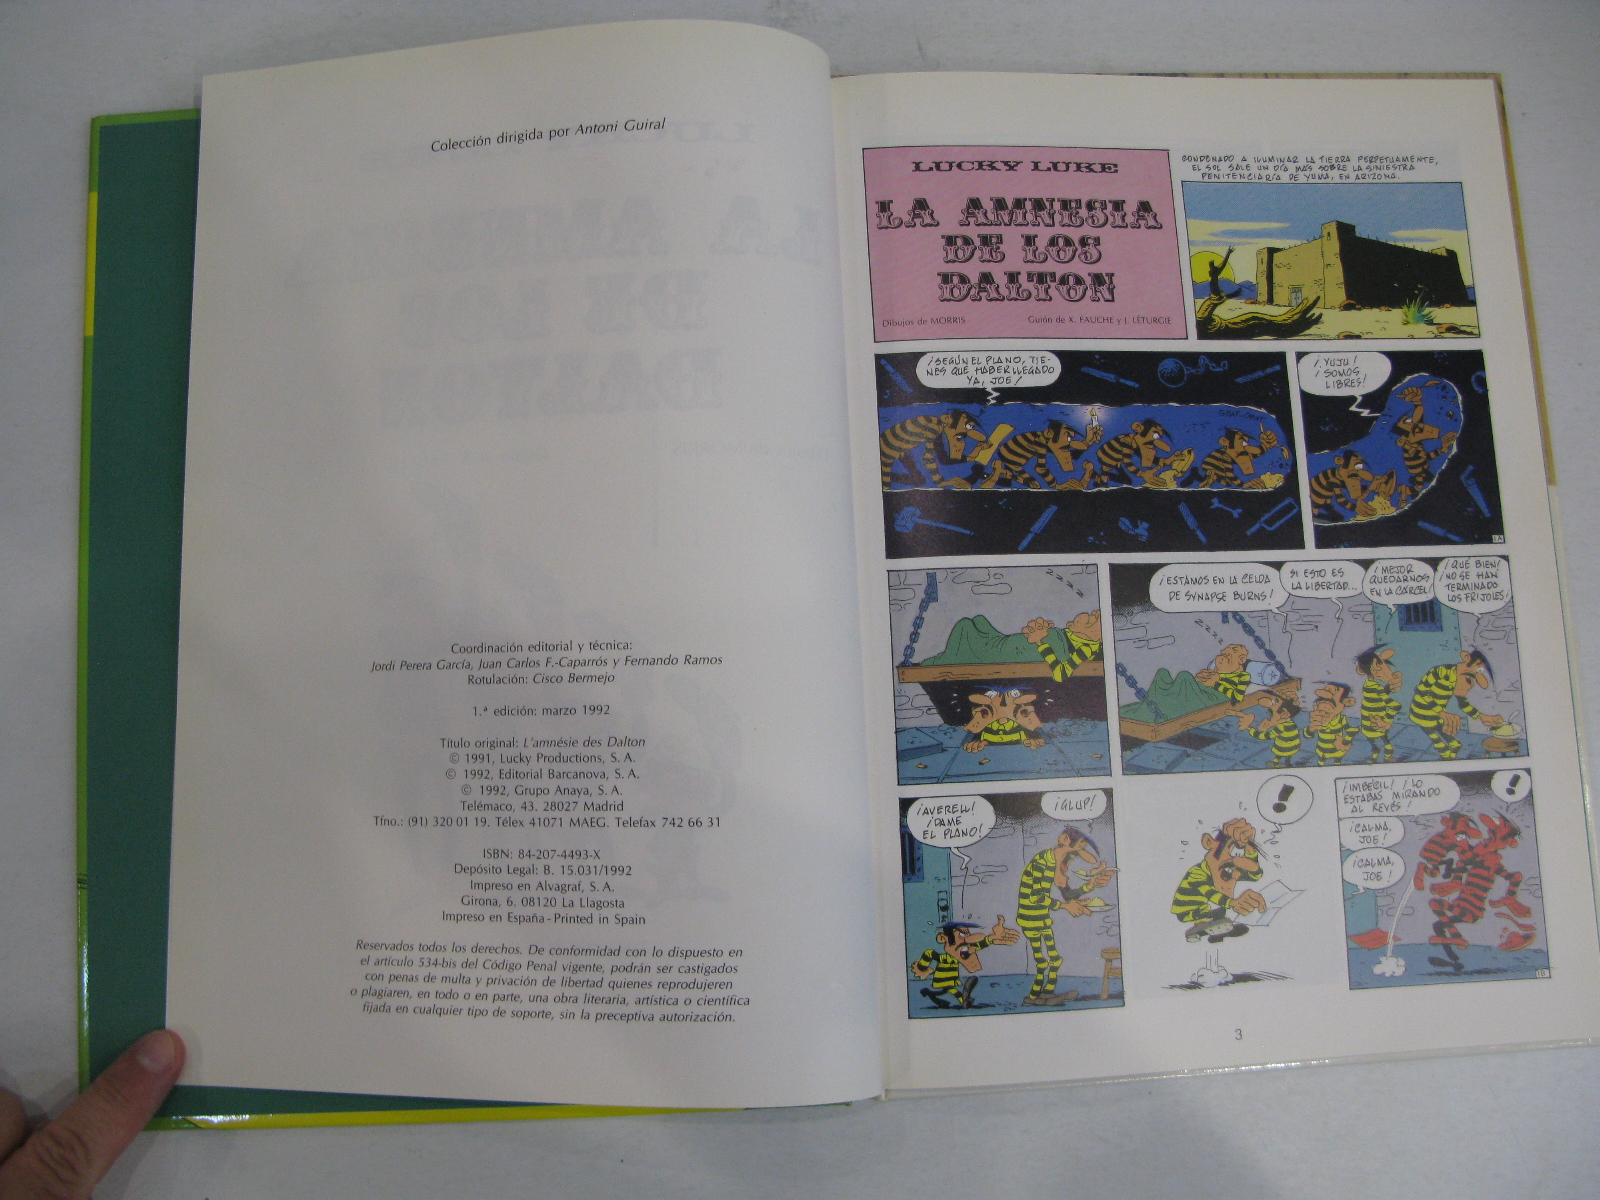 Colección dirigida por Antoni Guiral
Coordinación editorial y técnica:
Jordi Perera García, Juan Carlos F.-Caparrós y Fernando Ramos
Rotulación: Cisco Bermejo
1.ª edición: marzo 1992
Título original: L'amnésie des Dalton
© 1991, Lucky Productions, S. A.
© 1992, Editorial Barcanova, S. A.
© 1992, Grupo Anaya, S. A.
Telémaco, 43. 28027 Madrid
Tfno.: (91) 320 01 19. Télex 41071 MAEG. Telefax 742 66 31
ISBN: 84-207-4493-X
Depósito Legal: B. 15.031/1992
Impreso en Alvagraf, S. A.
Girona, 6. 08120 La Llagosta
Impreso en España - Printed in Spain
Reservados todos los derechos. De conformidad con lo dispuesto en
el artículo 534-bis del Código Penal vigente, podrán ser castigados
con penas de multa y privación de libertad quienes reprodujeren
o plagiaren, en todo o en parte, una obra literaria, artística o científica
fijada en cualquier tipo de soporte, sin la preceptiva autorización.
LUCKY LUKE
LA AMNESIA
DE LOS
DALTON
Dibujos de MORRIS Guión de X. FAUCHE y J. LÉTURGIE
CONDENADO A ILUMINAR LA TIERRA PERPETUAMENTE,
EL SOL SALE UN DÍA MÁS SOBRE LA SINIESTRA
PENITENCIARÍA DE YUMA, EN ARIZONA.
¡SEGÚN EL PLANO, TIE-
NES QUE HABER LLEGADO
YA, JOE!
¡YUJU!
¡SOMOS
LIBRES!
1A
ZZZZ
¡ESTAMOS EN LA CELDA
DE SYNAPSE BURNS!
SI ESTO ES
LA LIBERTAD...
¡MEJOR
QUEDARNOS
EN LA CÁRCEL!
¡QUÉ BIEN!
¡NO SE HAN
TERMINADO
LOS FRIJOLES!
ZZZZ
¡AVERELL!
¡DAME
EL PLANO!
¡GLUP!
!
¡IMBÉCIL! ¡LO
ESTABAS MIRANDO
AL REVÉS!
!
¡CALMA,
JOE!
¡CALMA,
JOE!
1B
3